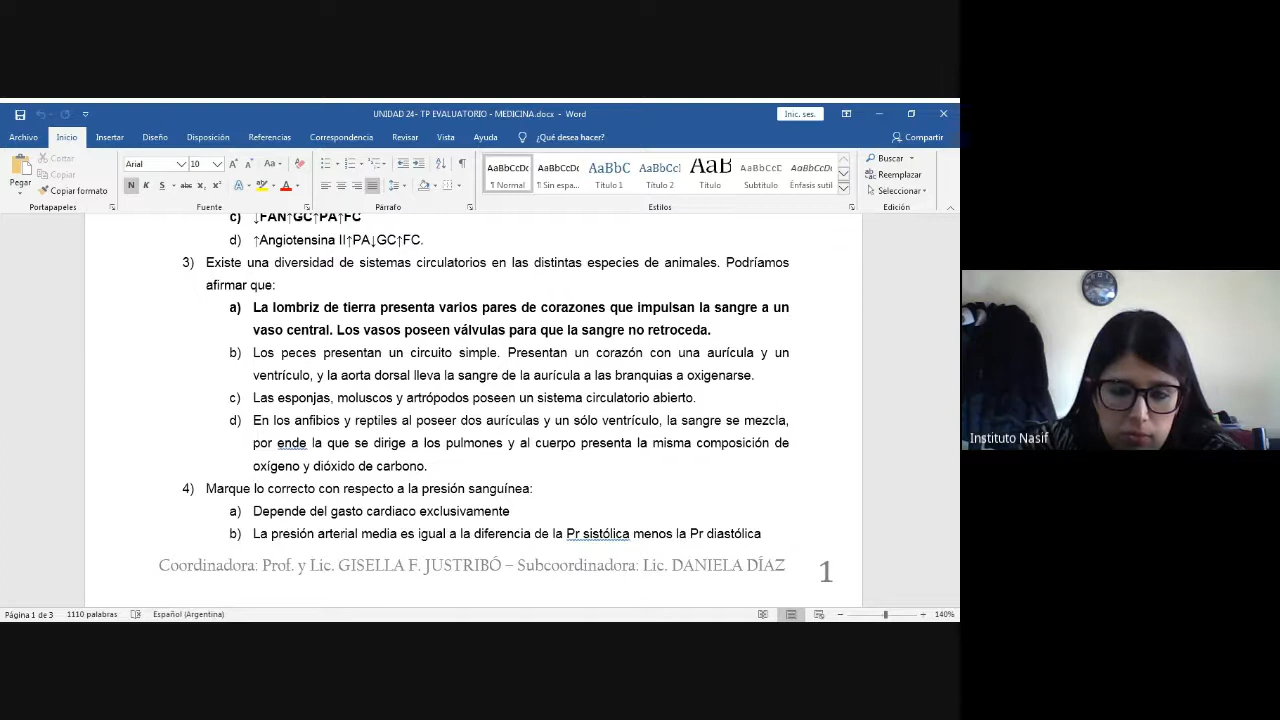 UNIDAD 24- TP EVALUATORIO - MEDICINA.docx - Word
Inic. ses.
Archivo Inicio Insertar Diseño Disposición Referencias Correspondencia Revisar Vista Ayuda ¿Qué desea hacer? Compartir
Pegar
Cortar
Copiar
Copiar formato
Portapapeles
Arial 10
N K S abc x₂ x²
Fuente
Párrafo
AaBbCcDc AaBbCcDc AaBbC AaBbCcI AaB AaBbCcD AaBbCcDc
¶ Normal ¶ Sin espa... Título 1 Título 2 Título Subtítulo Énfasis sutil
Estilos
Buscar
Reemplazar
Seleccionar
Edición
c) ↓FAN↑GC↑PA↑FC
d) ↑Angiotensina II↑PA↓GC↑FC.
3) Existe una diversidad de sistemas circulatorios en las distintas especies de animales. Podríamos
afirmar que:
a) La lombriz de tierra presenta varios pares de corazones que impulsan la sangre a un
vaso central. Los vasos poseen válvulas para que la sangre no retroceda.
b) Los peces presentan un circuito simple. Presentan un corazón con una aurícula y un
ventrículo, y la aorta dorsal lleva la sangre de la aurícula a las branquias a oxigenarse.
c) Las esponjas, moluscos y artrópodos poseen un sistema circulatorio abierto.
d) En los anfibios y reptiles al poseer dos aurículas y un sólo ventrículo, la sangre se mezcla,
por ende la que se dirige a los pulmones y al cuerpo presenta la misma composición de
oxígeno y dióxido de carbono.
4) Marque lo correcto con respecto a la presión sanguínea:
a) Depende del gasto cardiaco exclusivamente
b) La presión arterial media es igual a la diferencia de la Pr sistólica menos la Pr diastólica
Coordinadora: Prof. y Lic. GISELLA F. JUSTRIBÓ – Subcoordinadora: Lic. DANIELA DÍAZ 1
Página 1 de 3 1110 palabras Español (Argentina) 140%
Instituto Nasif